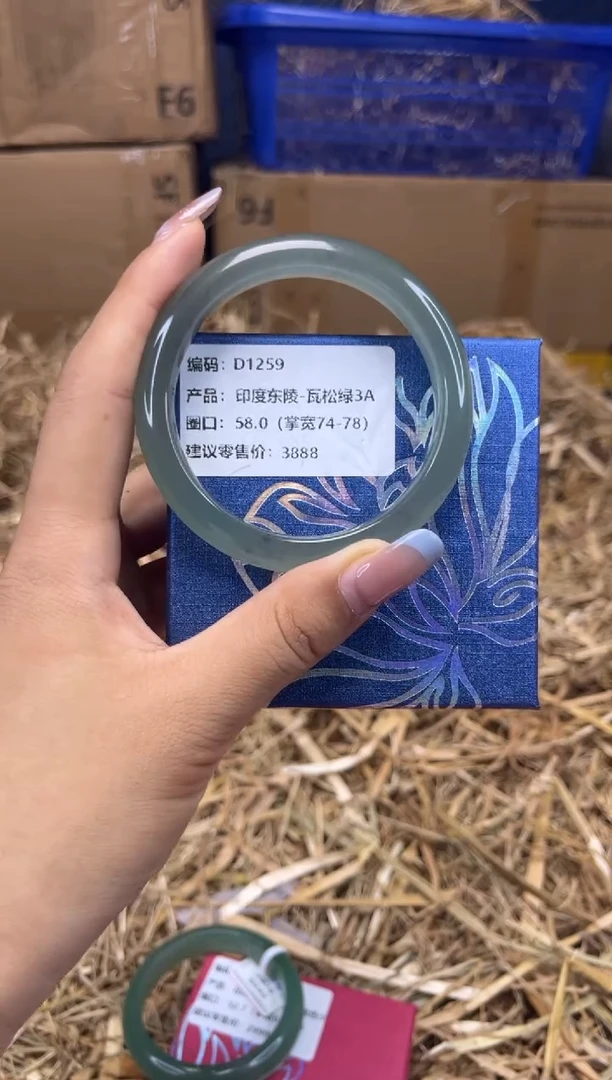 F6
F6
编码：D1259
产品：印度东陵-瓦松绿3A
圈口：58.0（掌宽74-78）
建议零售价：3888